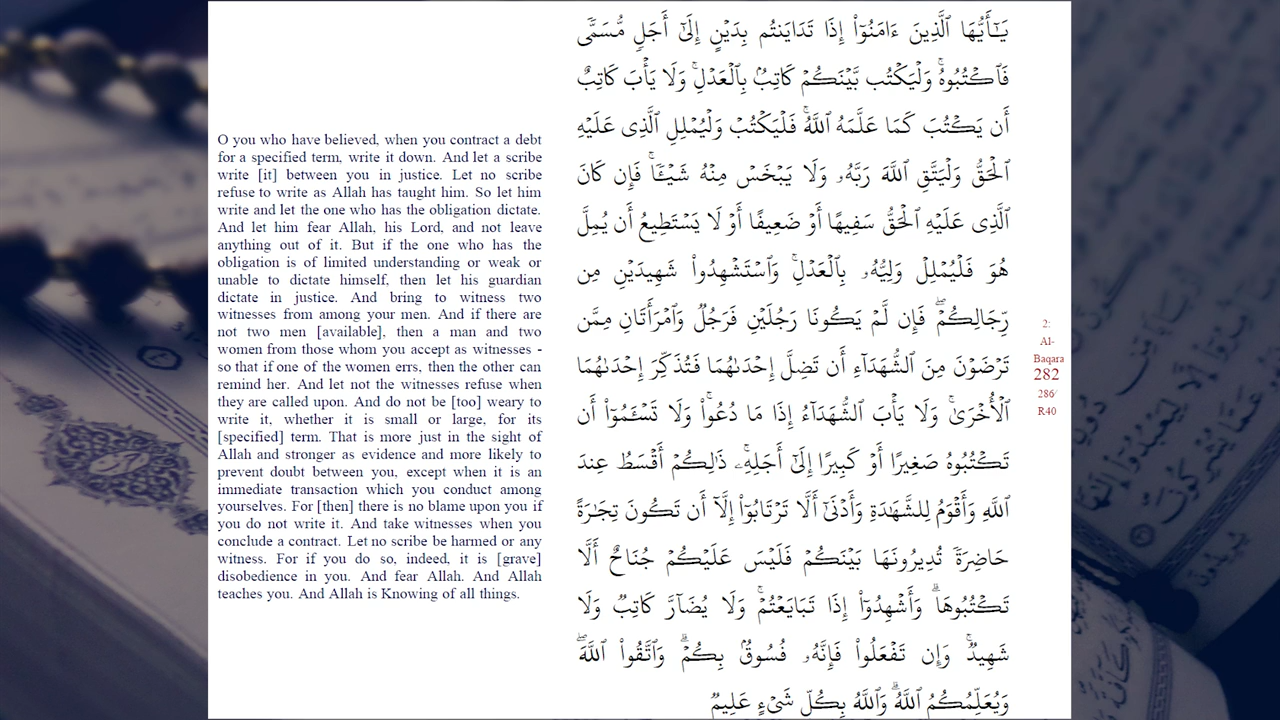 O you who have believed, when you contract a debt
for a specified term, write it down. And let a scribe
write [it] between you in justice. Let no scribe
refuse to write as Allah has taught him. So let him
write and let the one who has the obligation dictate.
And let him fear Allah, his Lord, and not leave
anything out of it. But if the one who has the
obligation is of limited understanding or weak or
unable to dictate himself, then let his guardian
dictate in justice. And bring to witness two
witnesses from among your men. And if there are
not two men [available], then a man and two
women from those whom you accept as witnesses -
so that if one of the women errs, then the other can
remind her. And let not the witnesses refuse when
they are called upon. And do not be [too] weary to
write it, whether it is small or large, for its
[specified] term. That is more just in the sight of
Allah and stronger as evidence and more likely to
prevent doubt between you, except when it is an
immediate transaction which you conduct among
yourselves. For [then] there is no blame upon you if
you do not write it. And take witnesses when you
conclude a contract. Let no scribe be harmed or any
witness. For if you do so, indeed, it is [grave]
disobedience in you. And fear Allah. And Allah
teaches you. And Allah is Knowing of all things.
يَـٰٓأَيُّهَا ٱلَّذِينَ ءَامَنُوٓا۟ إِذَا تَدَايَنتُم بِدَيْنٍ إِلَىٰٓ أَجَلٍ مُّسَمًّى
فَٱكْتُبُوهُ ۚ وَلْيَكْتُب بَّيْنَكُمْ كَاتِبٌۢ بِٱلْعَدْلِ ۚ وَلَا يَأْبَ كَاتِبٌ
أَن يَكْتُبَ كَمَا عَلَّمَهُ ٱللَّهُ ۚ فَلْيَكْتُبْ وَلْيُمْلِلِ ٱلَّذِى عَلَيْهِ
ٱلْحَقُّ وَلْيَتَّقِ ٱللَّهَ رَبَّهُۥ وَلَا يَبْخَسْ مِنْهُ شَيْـًٔا ۚ فَإِن كَانَ
ٱلَّذِى عَلَيْهِ ٱلْحَقُّ سَفِيهًا أَوْ ضَعِيفًا أَوْ لَا يَسْتَطِيعُ أَن يُمِلَّ
هُوَ فَلْيُمْلِلْ وَلِيُّهُۥ بِٱلْعَدْلِ ۚ وَٱسْتَشْهِدُوا۟ شَهِيدَيْنِ مِن
رِّجَالِكُمْ ۖ فَإِن لَّمْ يَكُونَا رَجُلَيْنِ فَرَجُلٌ وَٱمْرَأَتَانِ مِمَّن
تَرْضَوْنَ مِنَ ٱلشُّهَدَآءِ أَن تَضِلَّ إِحْدَىٰهُمَا فَتُذَكِّرَ إِحْدَىٰهُمَا
ٱلْأُخْرَىٰ ۚ وَلَا يَأْبَ ٱلشُّهَدَآءُ إِذَا مَا دُعُوا۟ ۚ وَلَا تَسْـَٔمُوٓا۟ أَن
تَكْتُبُوهُ صَغِيرًا أَوْ كَبِيرًا إِلَىٰٓ أَجَلِهِۦ ۚ ذَٰلِكُمْ أَقْسَطُ عِندَ
ٱللَّهِ وَأَقْوَمُ لِلشَّهَـٰدَةِ وَأَدْنَىٰٓ أَلَّا تَرْتَابُوٓا۟ ۖ إِلَّآ أَن تَكُونَ تِجَـٰرَةً
حَاضِرَةً تُدِيرُونَهَا بَيْنَكُمْ فَلَيْسَ عَلَيْكُمْ جُنَاحٌ أَلَّا
تَكْتُبُوهَا ۗ وَأَشْهِدُوٓا۟ إِذَا تَبَايَعْتُمْ ۚ وَلَا يُضَآرَّ كَاتِبٌ وَلَا
شَهِيدٌ ۚ وَإِن تَفْعَلُوا۟ فَإِنَّهُۥ فُسُوقٌۢ بِكُمْ ۗ وَٱتَّقُوا۟ ٱللَّهَ ۖ
وَيُعَلِّمُكُمُ ٱللَّهُ ۗ وَٱللَّهُ بِكُلِّ شَىْءٍ عَلِيمٌ
2:
Al-
Baqara
282
286/
R40